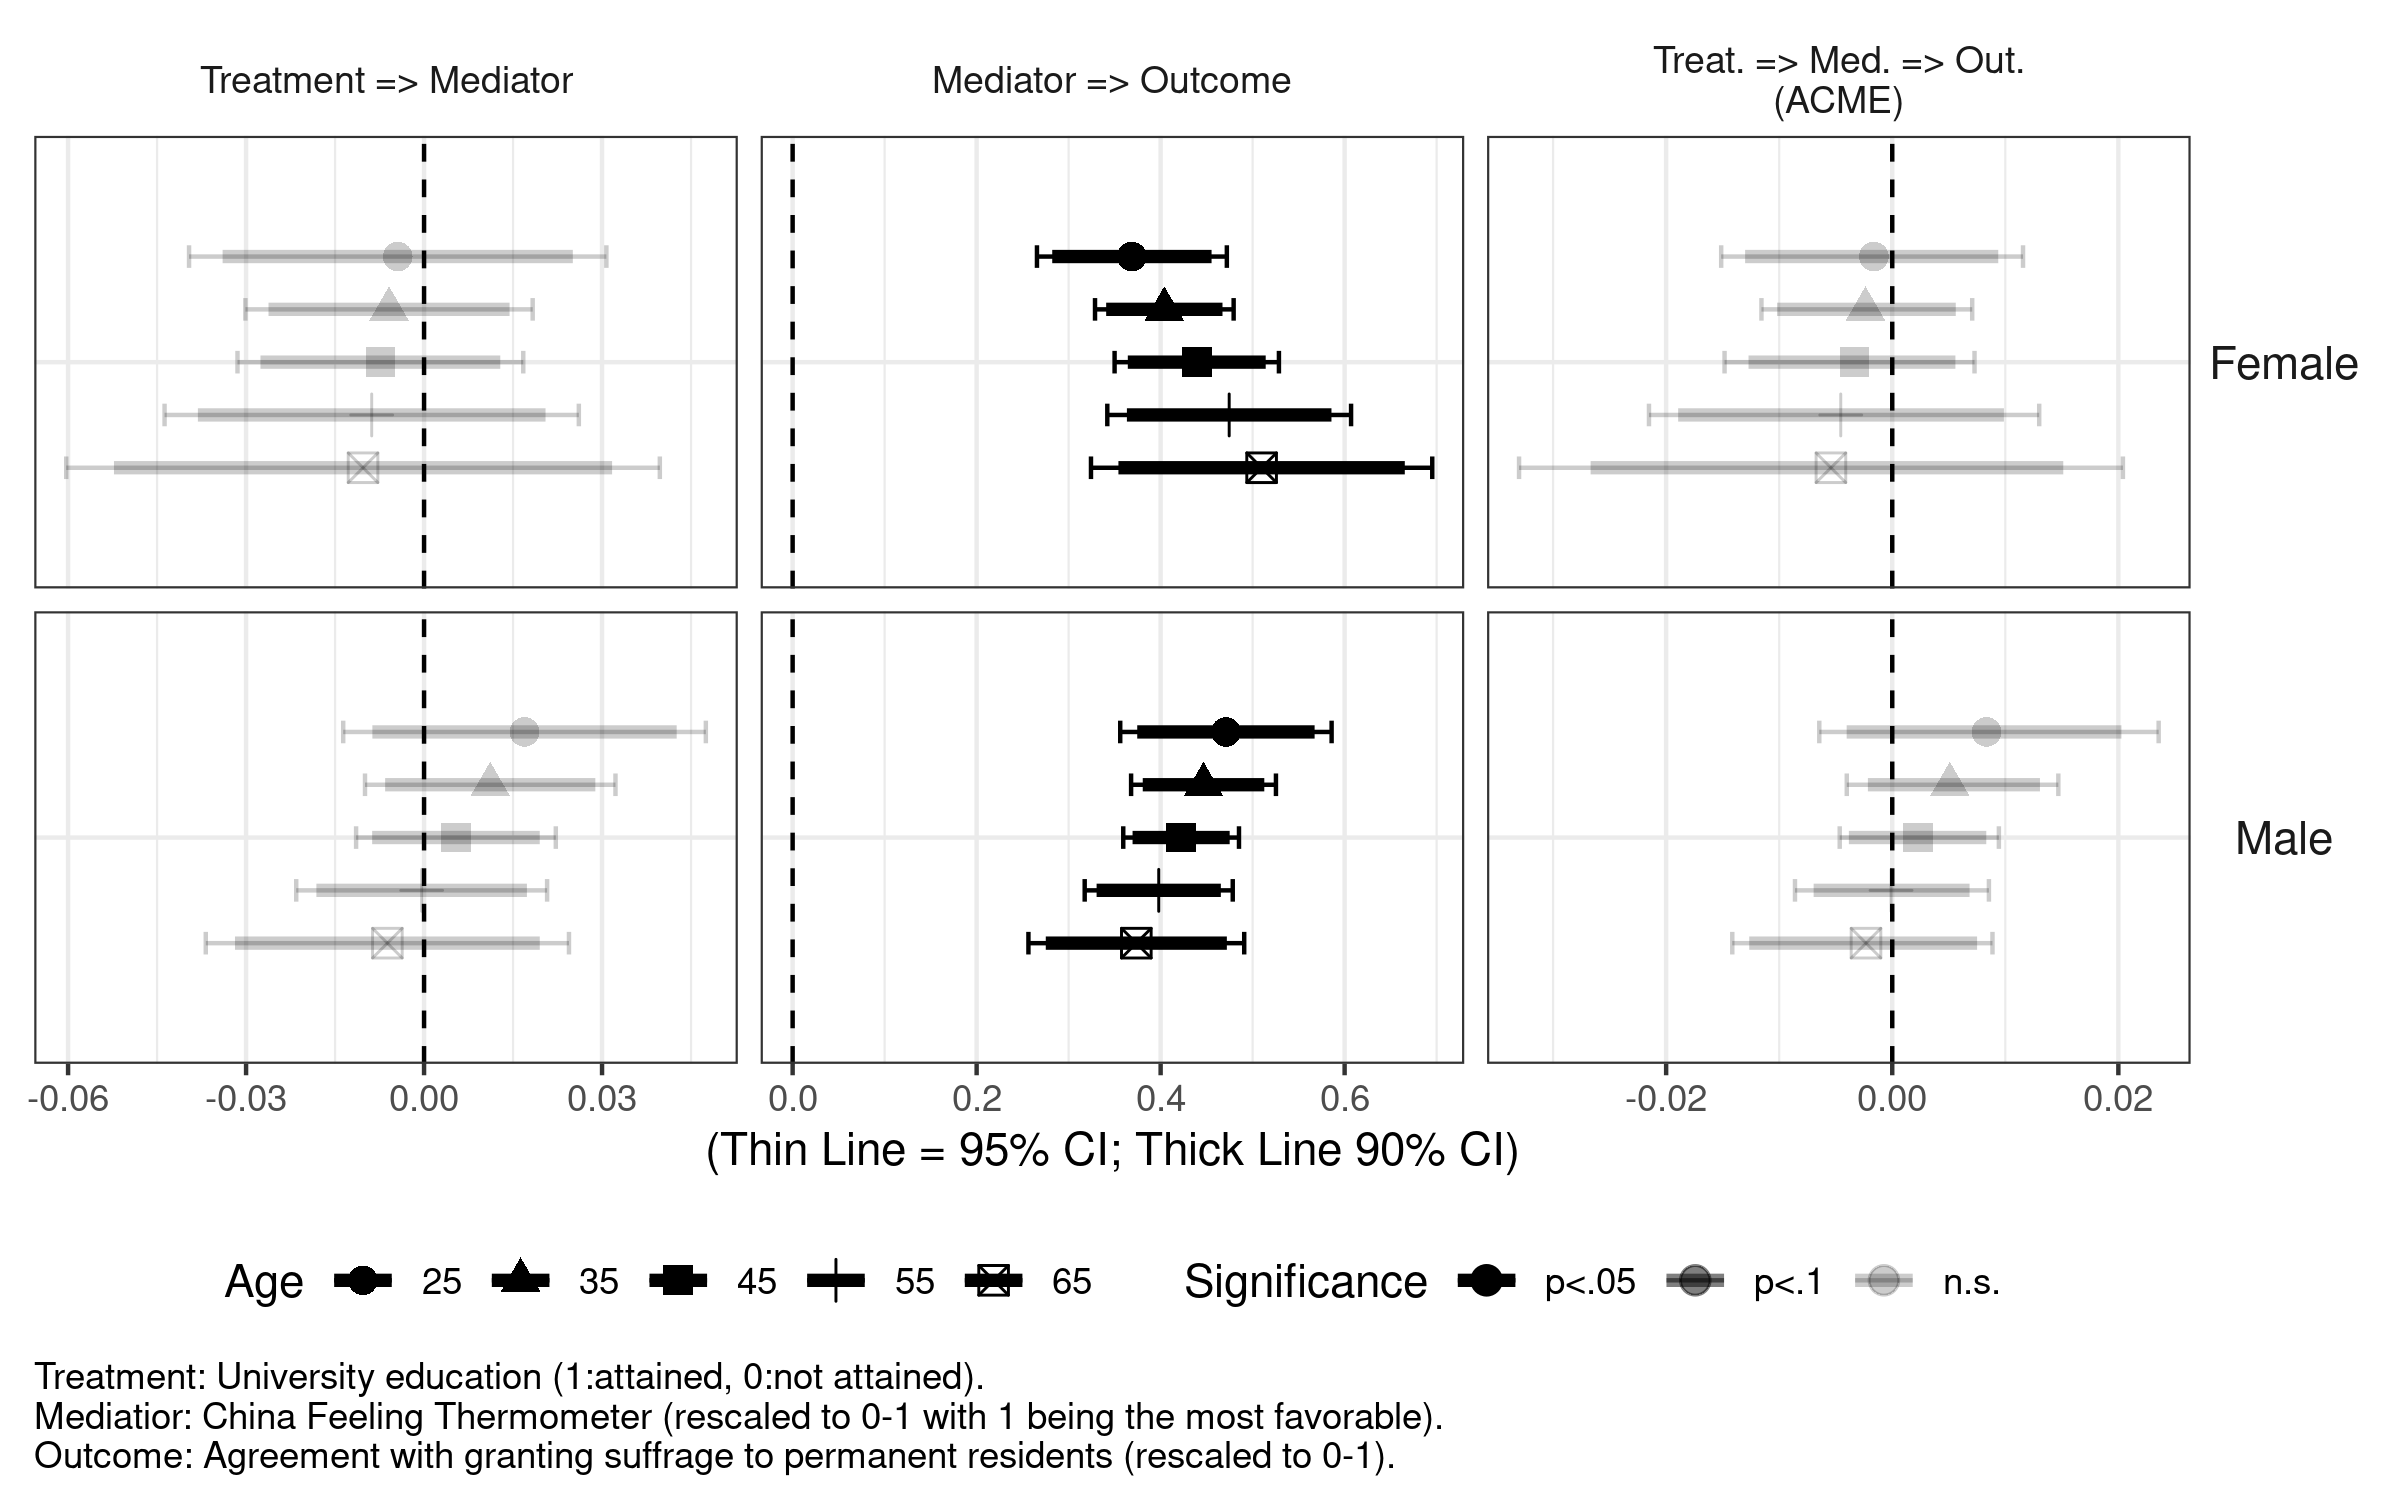 Treatment => Mediator
Mediator => Outcome
Treat. => Med. => Out.
(ACME)
Female
Male
-0.06 -0.03 0.00 0.03
0.0 0.2 0.4 0.6
-0.02 0.00 0.02
(Thin Line = 95% CI; Thick Line 90% CI)
Age 25 35 45 55 65 Significance p<.05 p<.1 n.s.
Treatment: University education (1:attained, 0:not attained).
Mediatior: China Feeling Thermometer (rescaled to 0-1 with 1 being the most favorable).
Outcome: Agreement with granting suffrage to permanent residents (rescaled to 0-1).